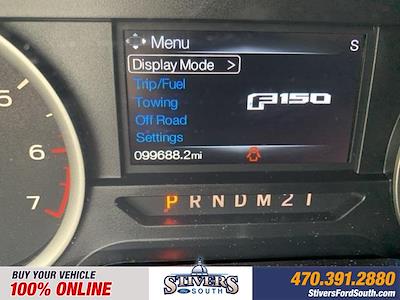 Menu
S
Display Mode >
Trip/Fuel
Towing
F150
Off Road
Settings
099688.2mi
5
6
7
P R N D M 2 1
BUY YOUR VEHICLE
100% ONLINE
STIVERS
SOUTH
470.391.2880
StiversFordSouth.com